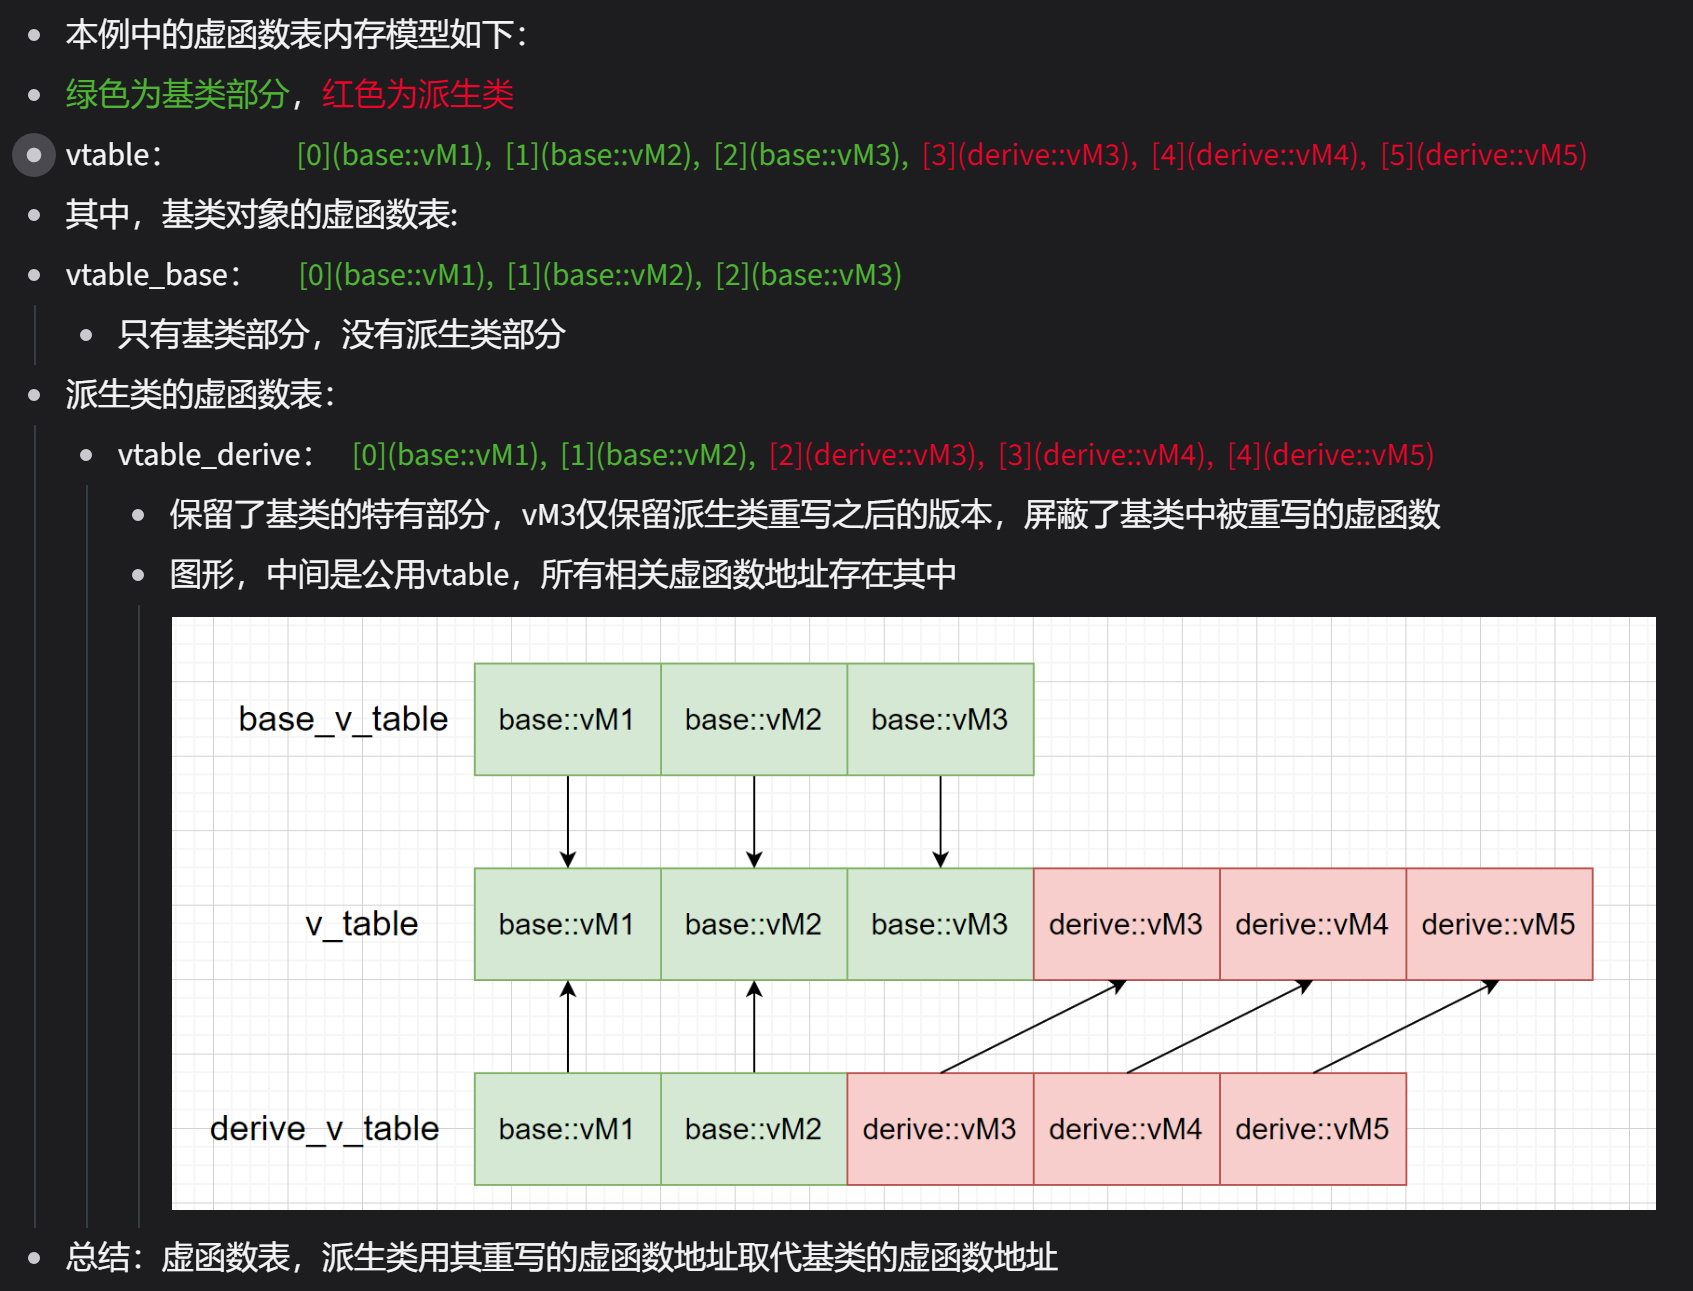 本例中的虚函数表内存模型如下：
绿色为基类部分，红色为派生类
vtable： [0](base::vM1), [1](base::vM2), [2](base::vM3), [3](derive::vM3), [4](derive::vM4), [5](derive::vM5)
其中，基类对象的虚函数表:
vtable_base： [0](base::vM1), [1](base::vM2), [2](base::vM3)
只有基类部分，没有派生类部分
派生类的虚函数表：
vtable_derive： [0](base::vM1), [1](base::vM2), [2](derive::vM3), [3](derive::vM4), [4](derive::vM5)
保留了基类的特有部分，vM3仅保留派生类重写之后的版本，屏蔽了基类中被重写的虚函数
图形，中间是公用vtable，所有相关虚函数地址存在其中
base_v_table base::vM1 base::vM2 base::vM3
v_table base::vM1 base::vM2 base::vM3 derive::vM3 derive::vM4 derive::vM5
derive_v_table base::vM1 base::vM2 derive::vM3 derive::vM4 derive::vM5
总结：虚函数表，派生类用其重写的虚函数地址取代基类的虚函数地址